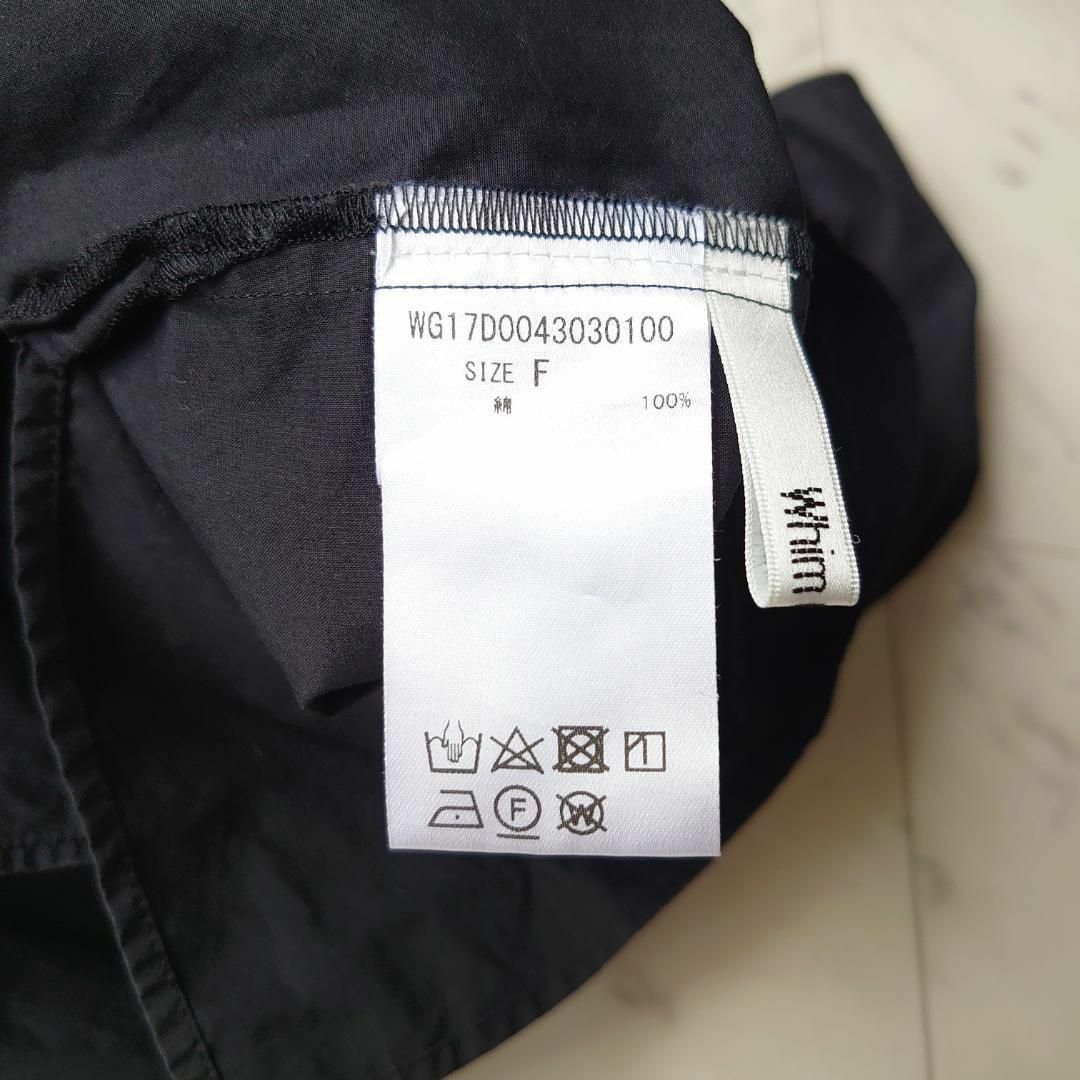 WG17D0043030100
SIZE F
綿 100%
Whim
F
W